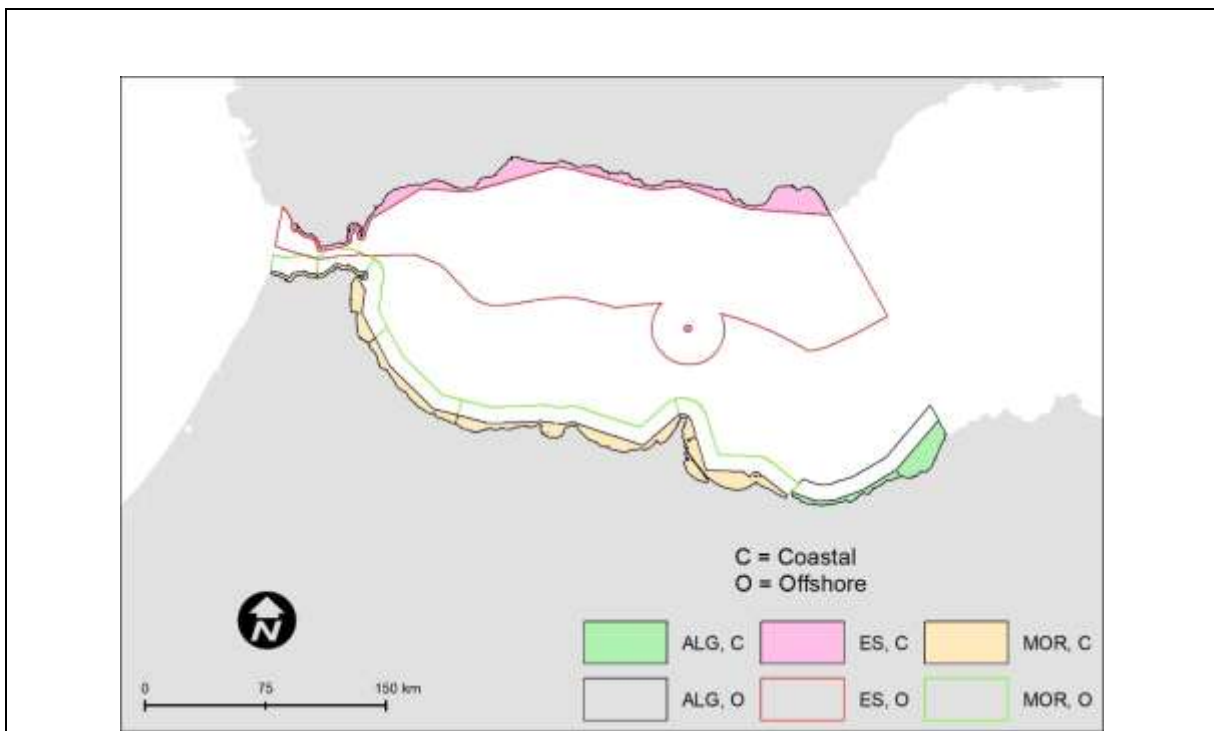 C = Coastal
O = Offshore
N
ALG, C ES, C MOR, C
0 75 150 km
ALG, O ES, O MOR, O